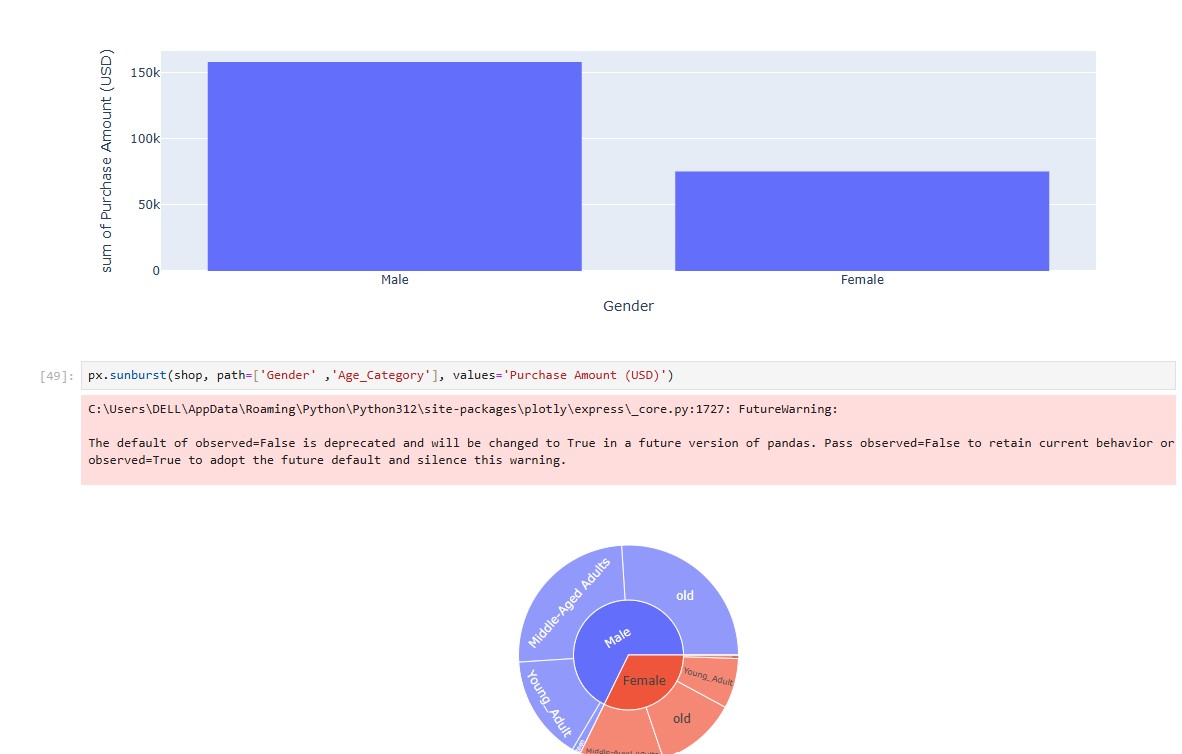 sum of Purchase Amount (USD)
150k
100k
50k
0
Male
Female
Gender
[49]:
px.sunburst(shop, path=['Gender' ,'Age_Category'], values='Purchase Amount (USD)')
C:\Users\DELL\AppData\Roaming\Python\Python312\site-packages\plotly\express\_core.py:1727: FutureWarning:
The default of observed=False is deprecated and will be changed to True in a future version of pandas. Pass observed=False to retain current behavior or
observed=True to adopt the future default and silence this warning.
Middle-Aged Adults
old
Male
Young_Adult
Female
Young_Adult
old
Middle-Aged Adults